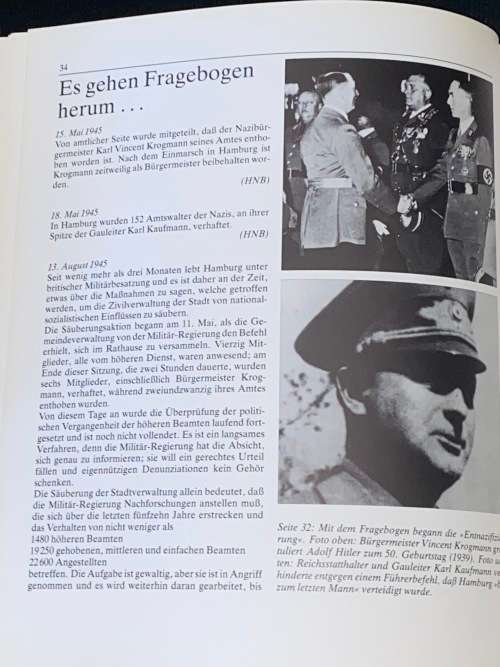 34
Es gehen Fragebogen
herum . . .
15. Mai 1945
Von amtlicher Seite wurde mitgeteilt, daß der Nazibür-
germeister Karl Vincent Krogmann seines Amtes entho-
ben worden ist. Nach dem Einmarsch in Hamburg ist
Krogmann zeitweilig als Bürgermeister beibehalten wor-
den.
(HNB)
18. Mai 1945
In Hamburg wurden 152 Amtswalter der Nazis, an ihrer
Spitze der Gauleiter Karl Kaufmann, verhaftet.
(HNB)
13. August 1945
Seit wenig mehr als drei Monaten lebt Hamburg unter
britischer Militärbesatzung und es ist daher an der Zeit,
etwas über die Maßnahmen zu sagen, welche getroffen
werden, um die Zivilverwaltung der Stadt von national-
sozialistischen Einflüssen zu säubern.
Die Säuberungsaktion begann am 11. Mai, als die Ge-
meindeverwaltung von der Militär-Regierung den Befehl
erhielt, sich im Rathause zu versammeln. Vierzig Mit-
glieder, alle vom höheren Dienst, waren anwesend; am
Ende dieser Sitzung, die zwei Stunden dauerte, wurden
sechs Mitglieder, einschließlich Bürgermeister Krog-
mann, verhaftet, während zweiundzwanzig ihres Amtes
enthoben wurden.
Von diesem Tage an wurde die Überprüfung der politi-
schen Vergangenheit der höheren Beamten laufend fort-
gesetzt und ist noch nicht vollendet. Es ist ein langsames
Verfahren, denn die Militär-Regierung hat die Absicht,
sich genau zu informieren; sie will ein gerechtes Urteil
fällen und eigennützigen Denunziationen kein Gehör
schenken.
Die Säuberung der Stadtverwaltung allein bedeutet, daß
die Militär-Regierung Nachforschungen anstellen muß,
die sich über die letzten fünfzehn Jahre erstrecken und
das Verhalten von nicht weniger als
1480 höheren Beamten
19250 gehobenen, mittleren und einfachen Beamten
22600 Angestellten
betreffen. Die Aufgabe ist gewaltig, aber sie ist in Angriff
genommen und es wird weiterhin daran gearbeitet, bis
Seite 32: Mit dem Fragebogen begann die »Entnazifizie
rung«. Foto oben: Bürgermeister Vincent Krogmann gra
tuliert Adolf Hitler zum 50. Geburtstag (1939). Foto un
ten: Reichsstatthalter und Gauleiter Karl Kaufmann ve
hinderte entgegen einem Führerbefehl, daß Hamburg
zum letzten Mann« verteidigt wurde.